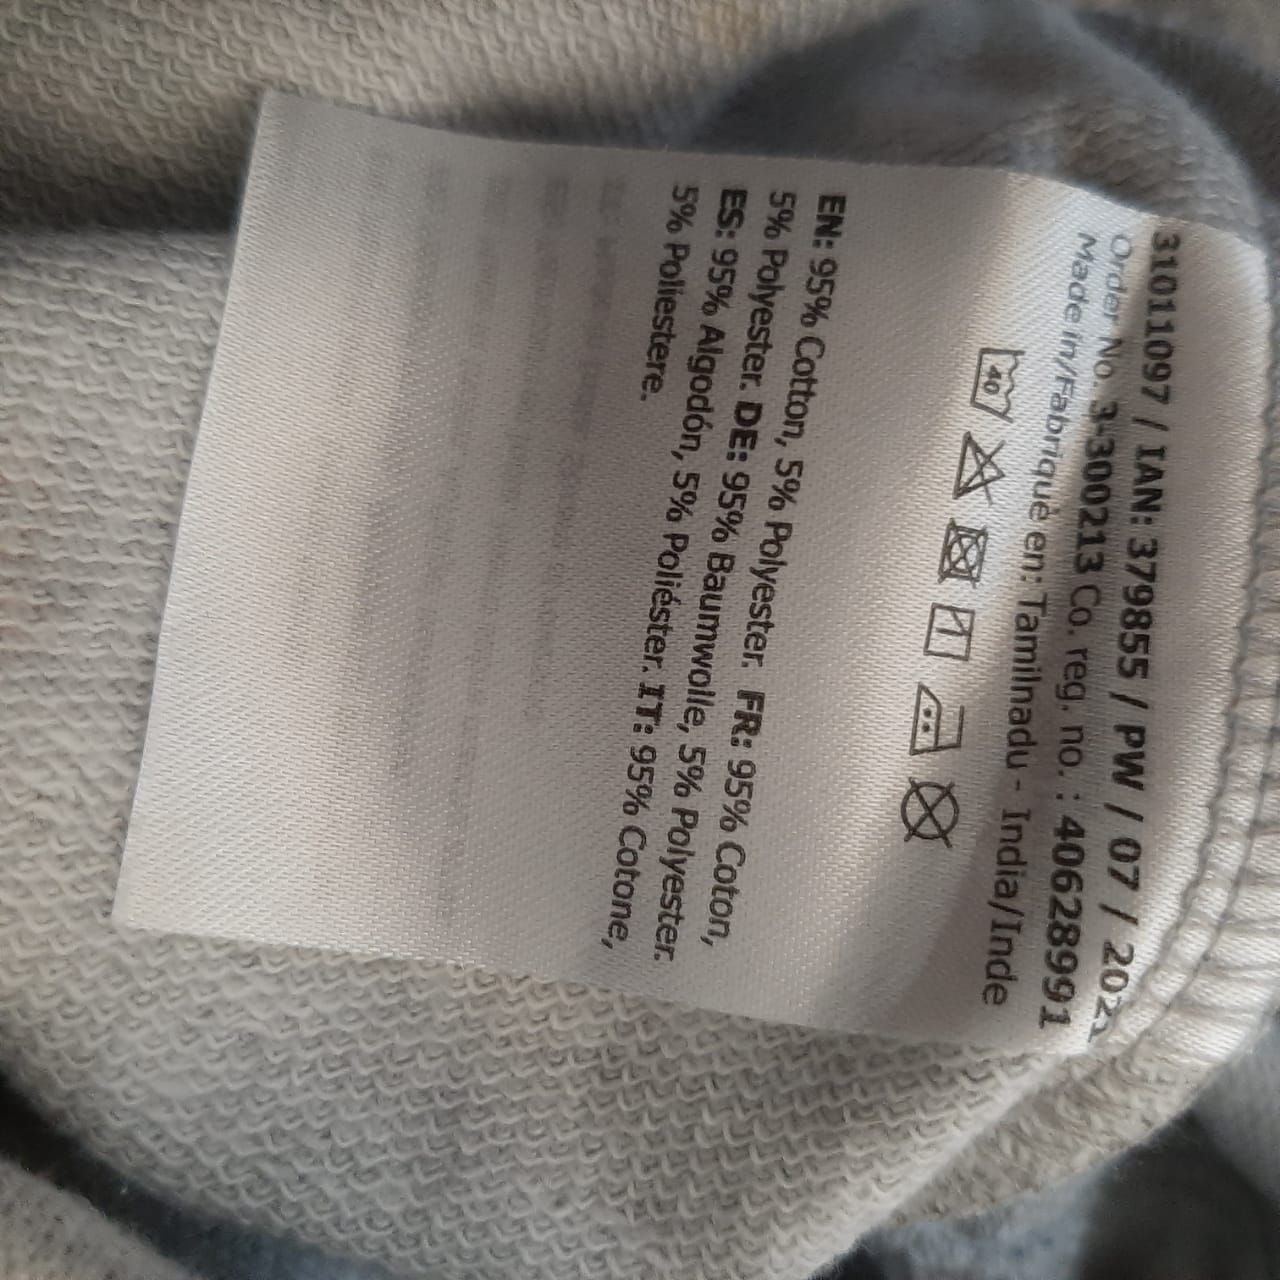 31011097 / IAN: 379855 / PW / 07 / 2021
Order No. 3-300213 Co. reg. no. : 406289991
Made in/Fabriqué en: Tamilnadu - India/Inde
40
EN: 95% Cotton, 5% Polyester. FR: 95% Coton,
5% Polyester. DE: 95% Baumwolle, 5% Polyester.
ES: 95% Algodón, 5% Poliéster. IT: 95% Cotone,
5% Poliestere.